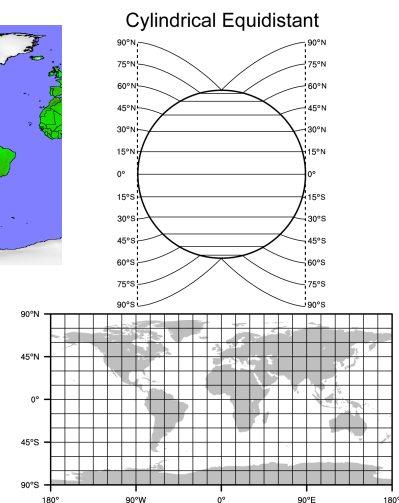 Cylindrical Equidistant
90°N 90°N
75°N 75°N
60°N 60°N
45°N 45°N
30°N 30°N
15°N 15°N
0° 0°
15°S 15°S
30°S 30°S
45°S 45°S
60°S 60°S
75°S 75°S
90°S 90°S
90°N
45°N
0°
45°S
90°S
180° 90°W 0° 90°E 180°